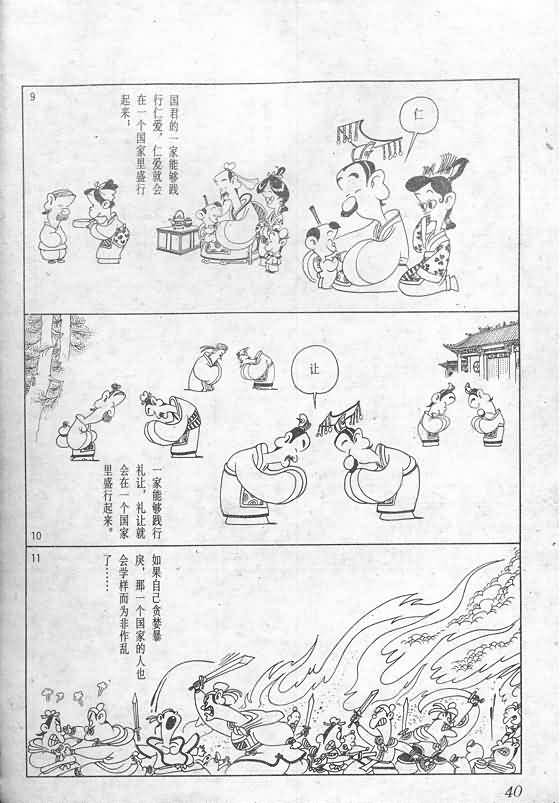 9
国君的一家能够践
行仁爱，仁爱就会
在一个国家里盛行
起来；
仁
让
一家能够践行
礼让，礼让就
会在一个国家
里盛行起来。
10
11
如果自己贪婪暴
戾，那一个国家的人也
会学样而为非作乱
了……
40